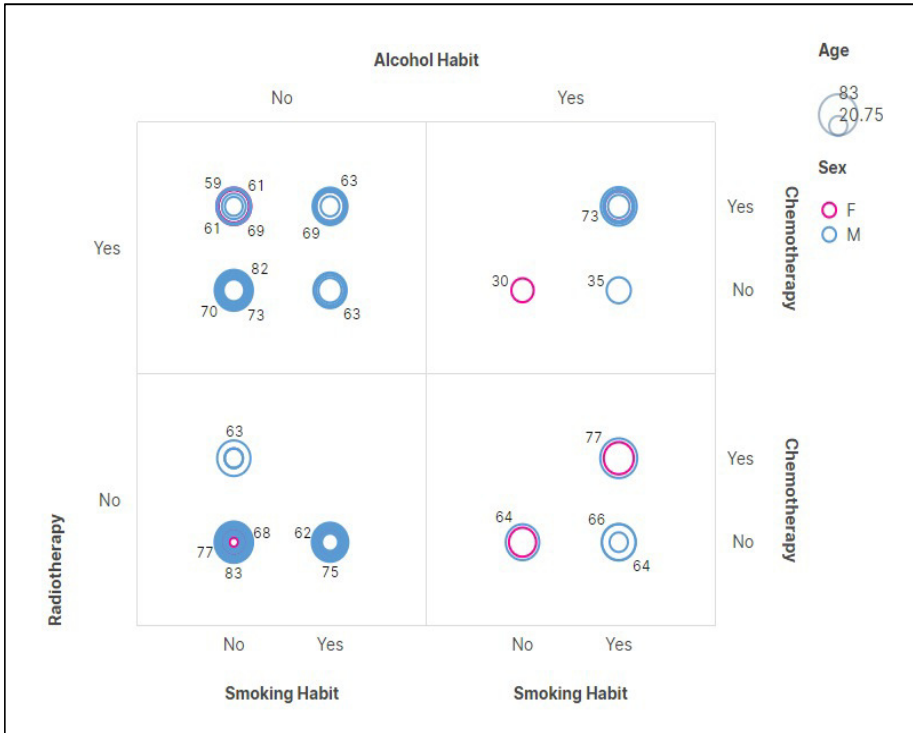 Alcohol Habit
No Yes
Age
83
20.75
Sex
F
M
Radiotherapy
Yes
No
Chemotherapy
Yes
No
Chemotherapy
Yes
No
59 61
61 69
63
69
73
82
70 73
63
30
35
63
77
68
77
83
62
75
64
66
64
No Yes No Yes
Smoking Habit Smoking Habit